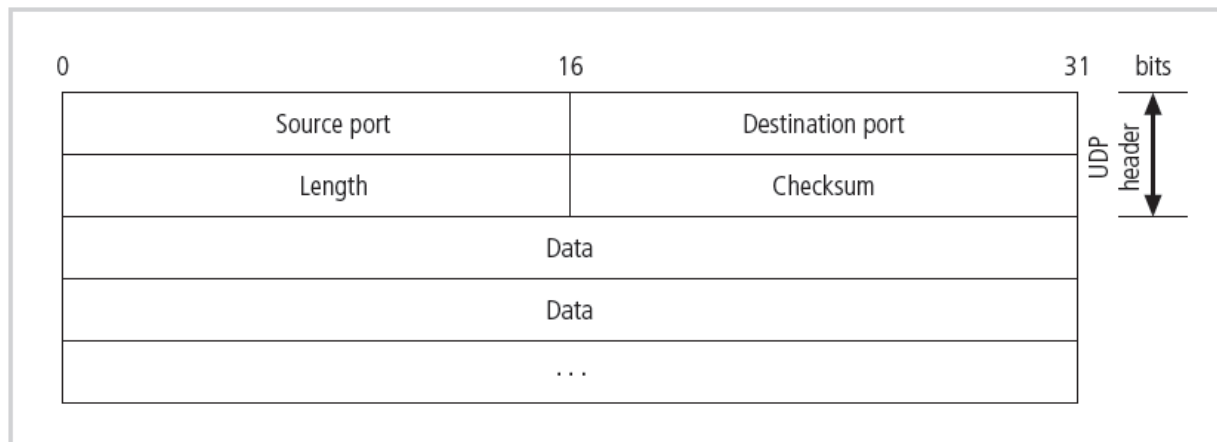 0 16 31 bits
Source port Destination port
Length Checksum
UDP
header
Data
Data
. . .